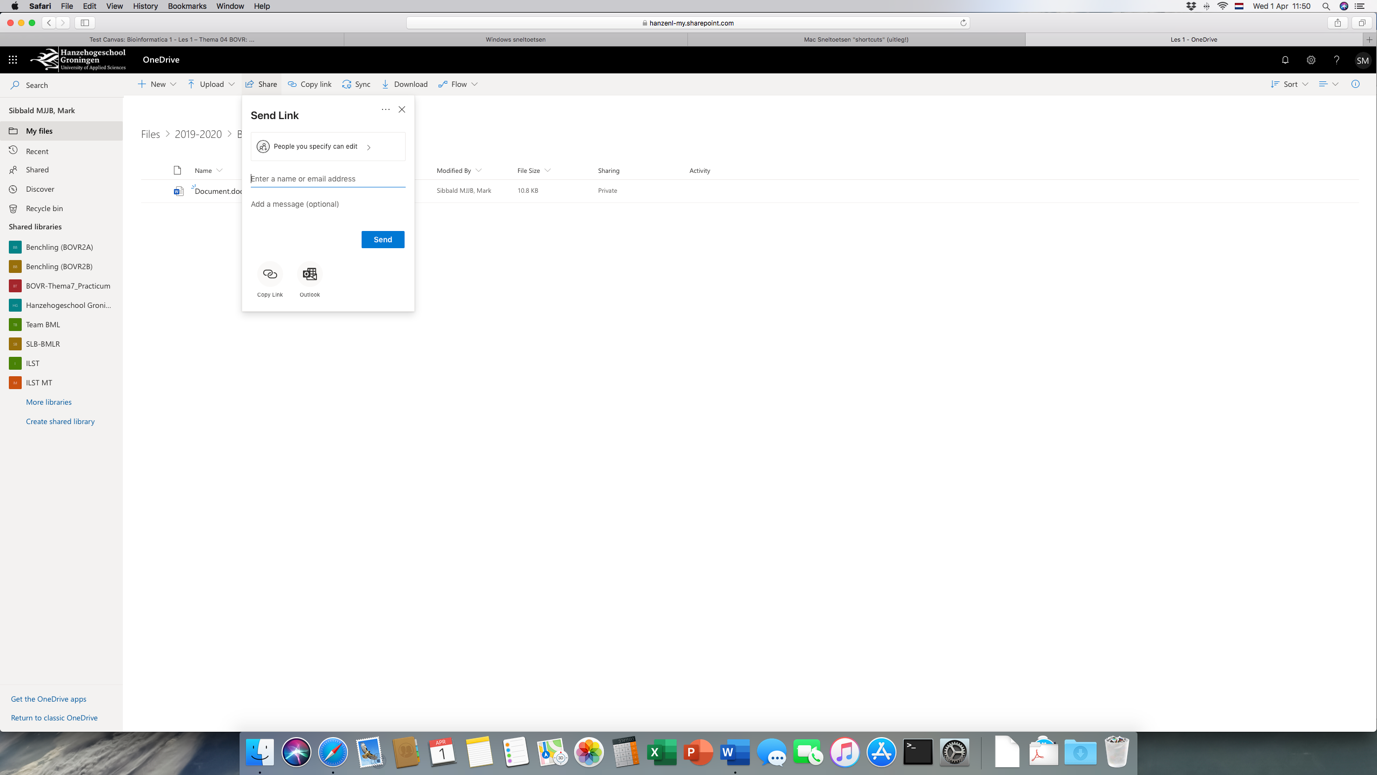 Safari File Edit View History Bookmarks Window Help
Wed 1 Apr 11:50
hanzenl-my.sharepoint.com
Test Canvas: Bioinformatica 1 - Les 1 – Thema 04 BOVR: ...
Windows sneltoetsen
Mac Sneltoetsen "shortcuts" (uitleg!)
Les 1 - OneDrive
Hanzehogeschool
Groningen
University of Applied Sciences
OneDrive
SM
Search
New Upload Share Copy link Sync Download Flow
Sort
Sibbald MJJB, Mark
My files
Recent
Shared
Discover
Recycle bin
Shared libraries
Benchling (BOVR2A)
Benchling (BOVR2B)
BOVR-Thema7_Practicum
Hanzehogeschool Groni...
Team BML
SLB-BMLR
ILST
ILST MT
More libraries
Create shared library
Get the OneDrive apps
Return to classic OneDrive
Files > 2019-2020 > B
Name
Modified By File Size Sharing Activity
Document.do
Sibbald MJJB, Mark 10.8 KB Private
Send Link
People you specify can edit
Enter a name or email address
Add a message (optional)
Send
Copy Link Outlook
APR
1